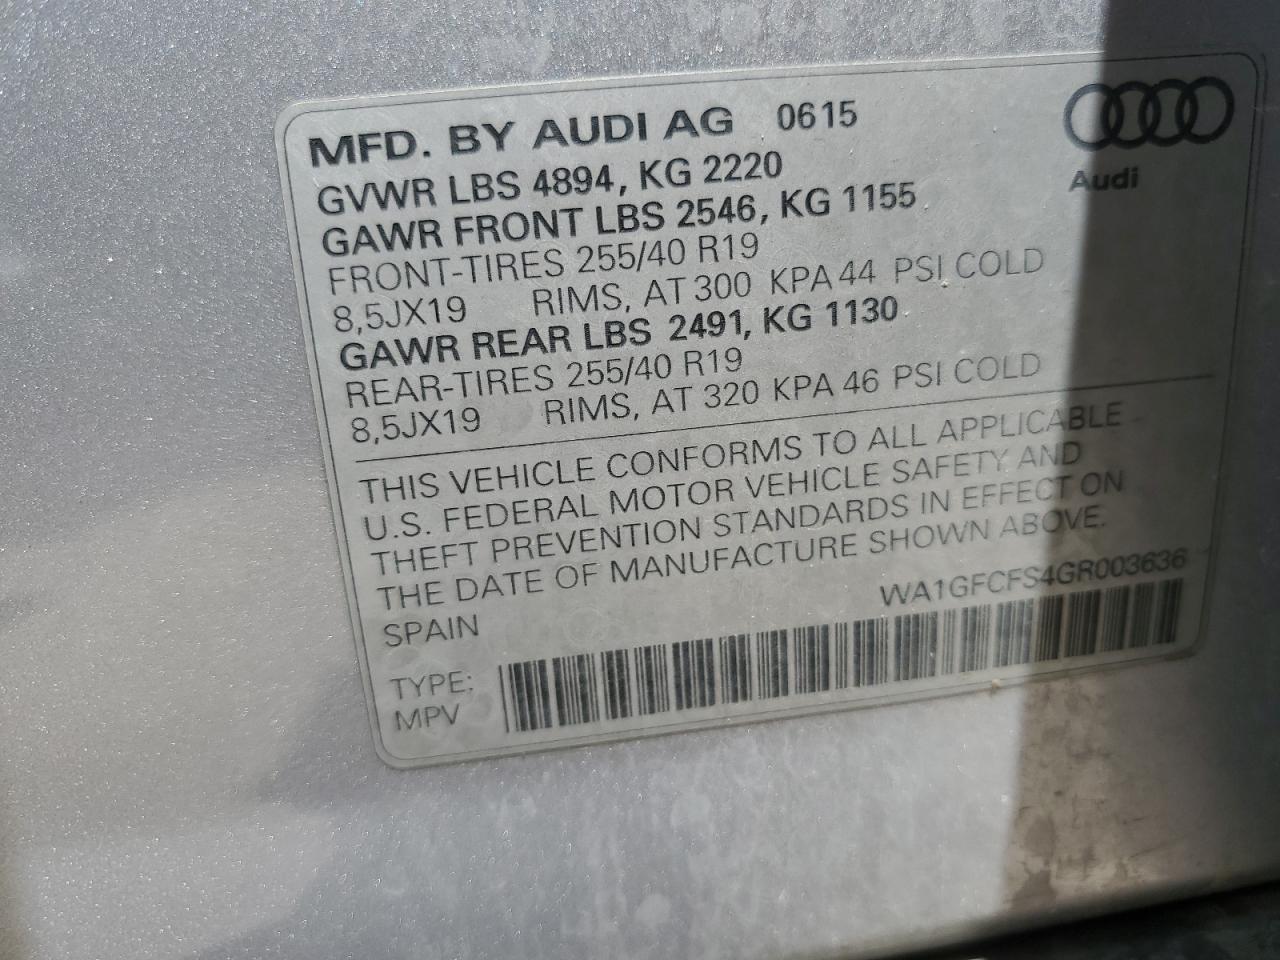 MFD. BY AUDI AG 0615
Audi
GVWR LBS 4894, KG 2220
GAWR FRONT LBS 2546, KG 1155
FRONT-TIRES 255/40 R19
8,5JX19 RIMS, AT 300 KPA 44 PSI COLD
GAWR REAR LBS 2491, KG 1130
REAR-TIRES 255/40 R19
8,5JX19 RIMS, AT 320 KPA 46 PSI COLD
THIS VEHICLE CONFORMS TO ALL APPLICABLE
U.S. FEDERAL MOTOR VEHICLE SAFETY AND
THEFT PREVENTION STANDARDS IN EFFECT ON
THE DATE OF MANUFACTURE SHOWN ABOVE.
SPAIN WA1GFCFS4GR003636
TYPE:
MPV